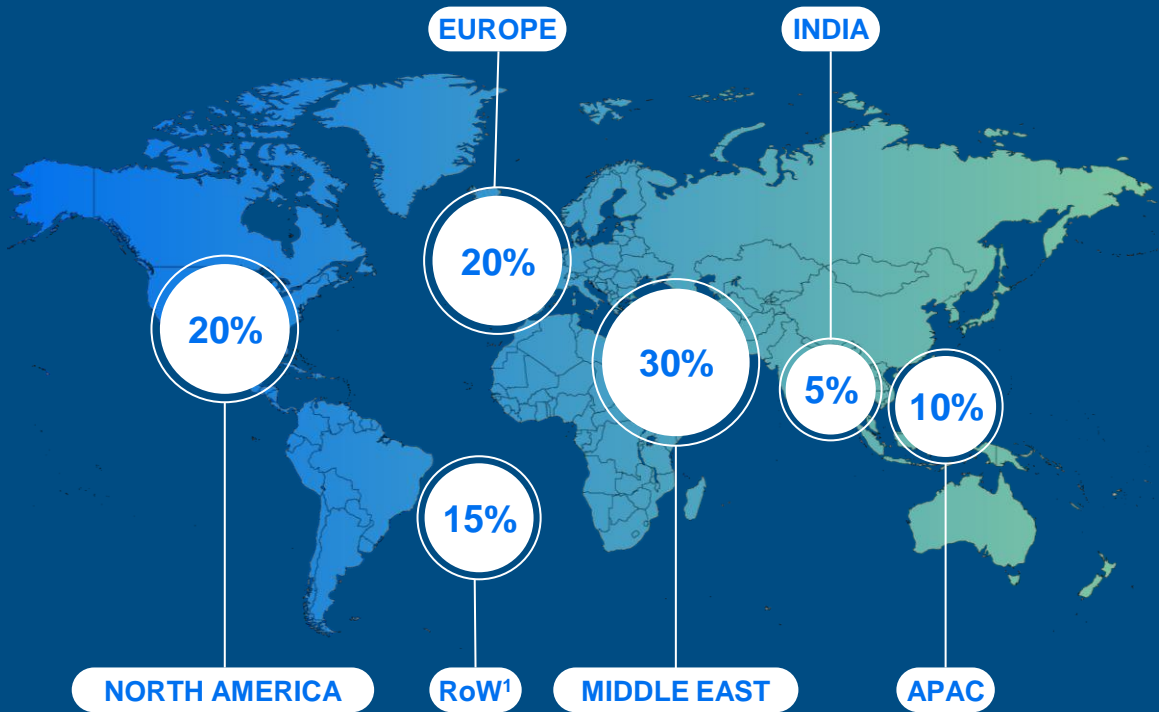 EUROPE
INDIA
20%
20%
30%
5%
10%
15%
NORTH AMERICA
RoW¹
MIDDLE EAST
APAC